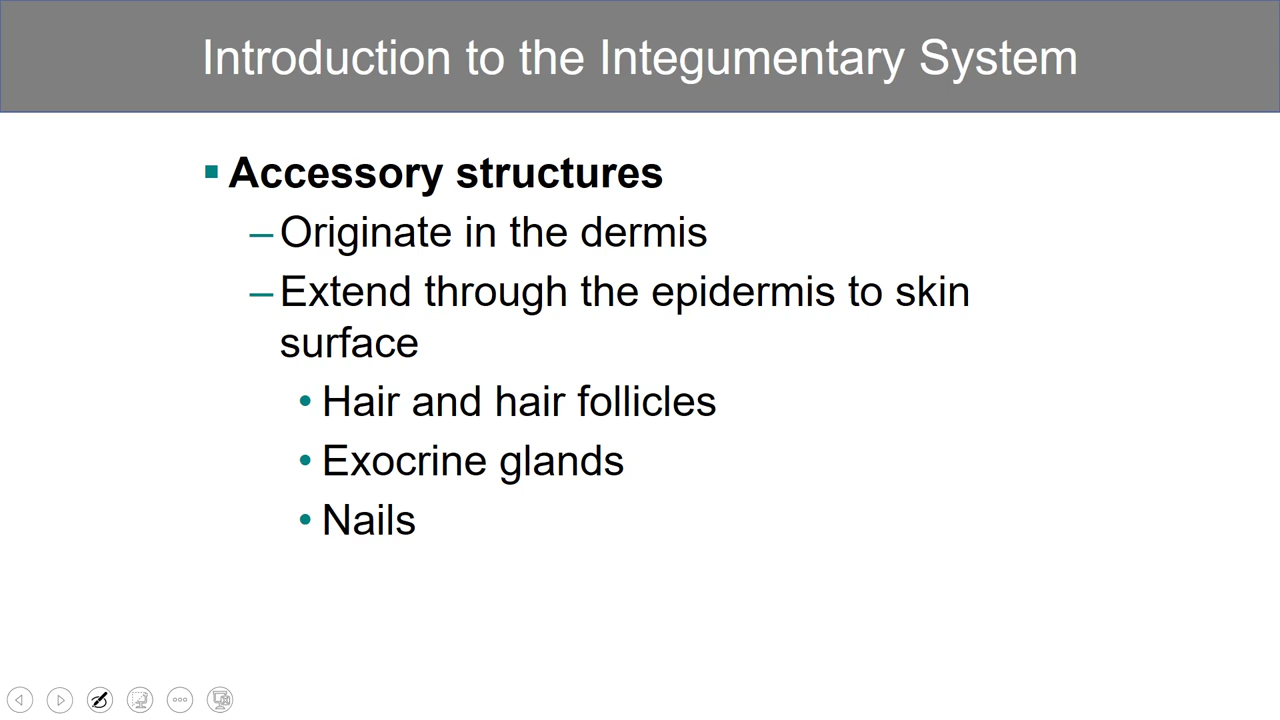 Introduction to the Integumentary System
Accessory structures
– Originate in the dermis
– Extend through the epidermis to skin
surface
• Hair and hair follicles
• Exocrine glands
• Nails